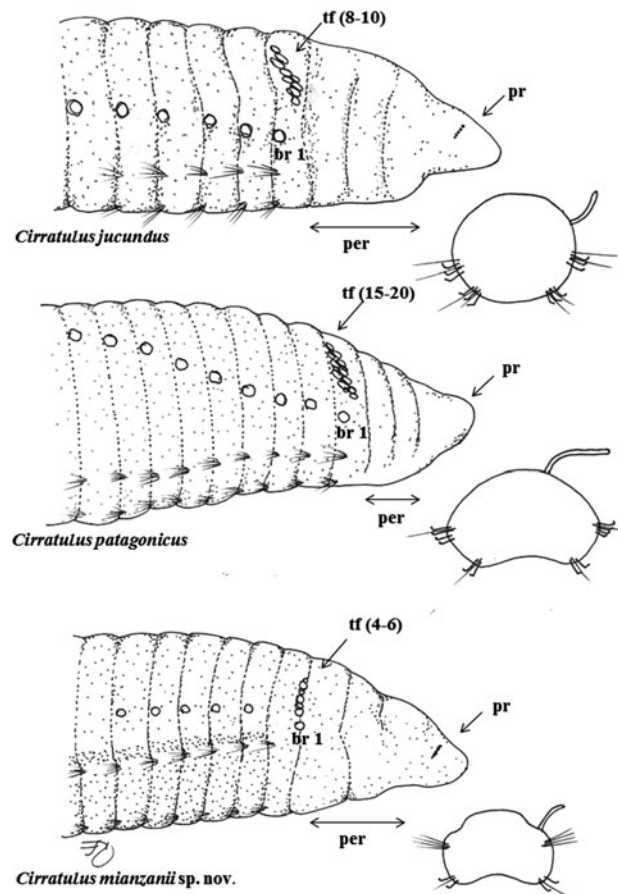 tf (8-10)
pr
br 1
per
Cirratulus jucundus
tf (15-20)
pr
br 1
per
Cirratulus patagonicus
tf (4-6)
pr
br 1
per
Cirratulus mianzanii sp. nov.